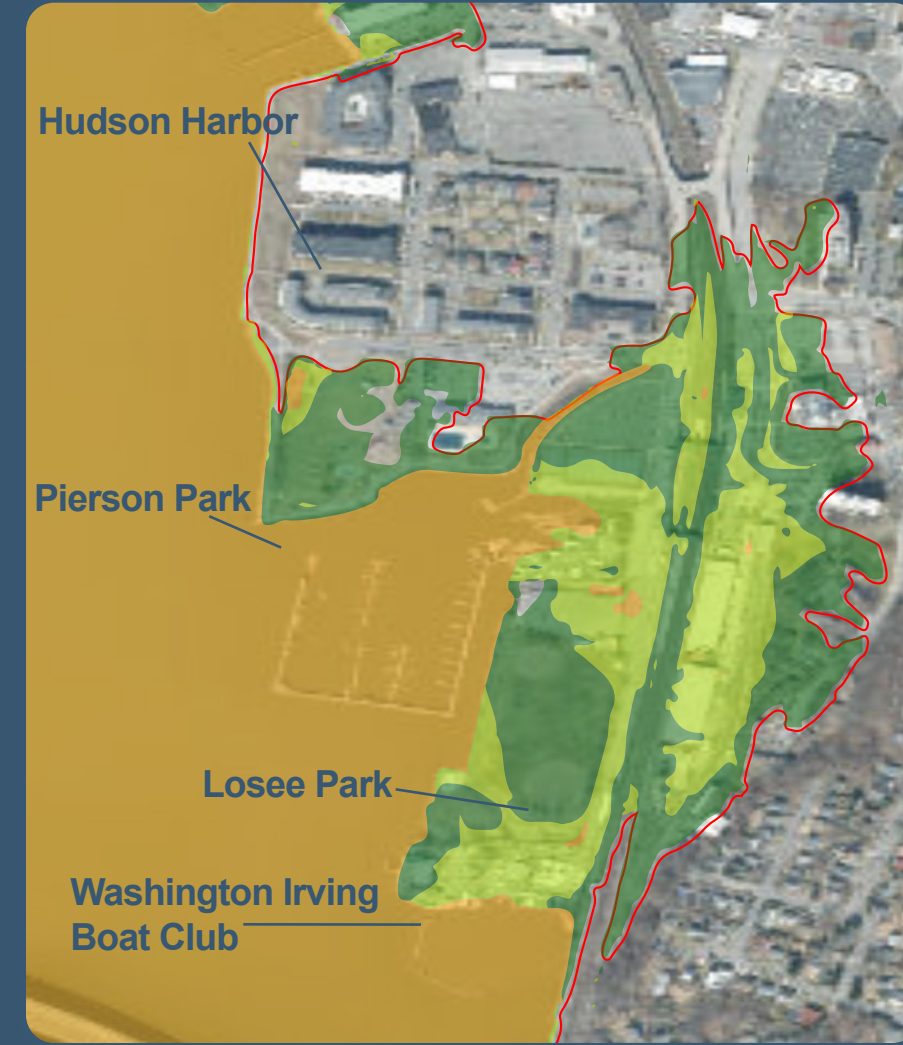 Hudson Harbor
Pierson Park
Losee Park
Washington Irving
Boat Club